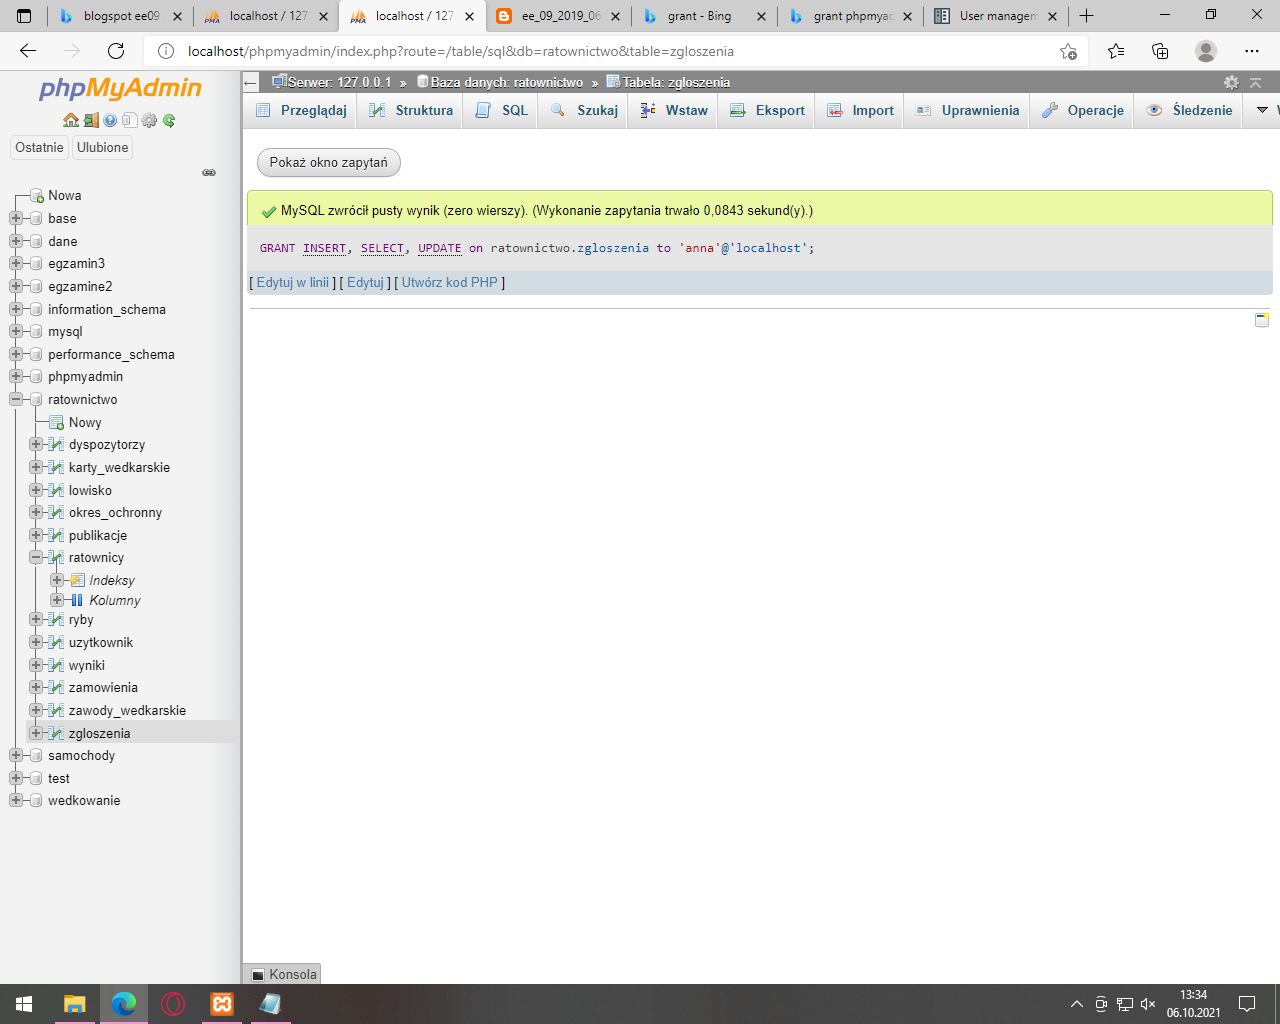 blogspot ee09
localhost / 127
localhost / 127
ee_09_2019_06
grant - Bing
grant phpmyac
User managem
localhost/phpmyadmin/index.php?route=/table/sql&db=ratownictwo&table=zgloszenia
phpMyAdmin
Ostatnie
Ulubione
Nowa
base
dane
egzamin3
egzamine2
information_schema
mysql
performance_schema
phpmyadmin
ratownictwo
Nowy
dyspozytorzy
karty_wedkarskie
lowisko
okres_ochronny
publikacje
ratownicy
Indeksy
Kolumny
ryby
uzytkownik
wyniki
zamowienia
zawody_wedkarskie
zgloszenia
samochody
test
wedkowanie
Serwer: 127.0.0.1 » Baza danych: ratownictwo » Tabela: zgloszenia
Przeglądaj Struktura SQL Szukaj Wstaw Eksport Import Uprawnienia Operacje Śledzenie
Pokaż okno zapytań
MySQL zwrócił pusty wynik (zero wierszy). (Wykonanie zapytania trwało 0,0843 sekund(y).)
GRANT INSERT, SELECT, UPDATE on ratownictwo.zgloszenia to 'anna'@'localhost';
[ Edytuj w linii ] [ Edytuj ] [ Utwórz kod PHP ]
Konsola
13:34
06.10.2021